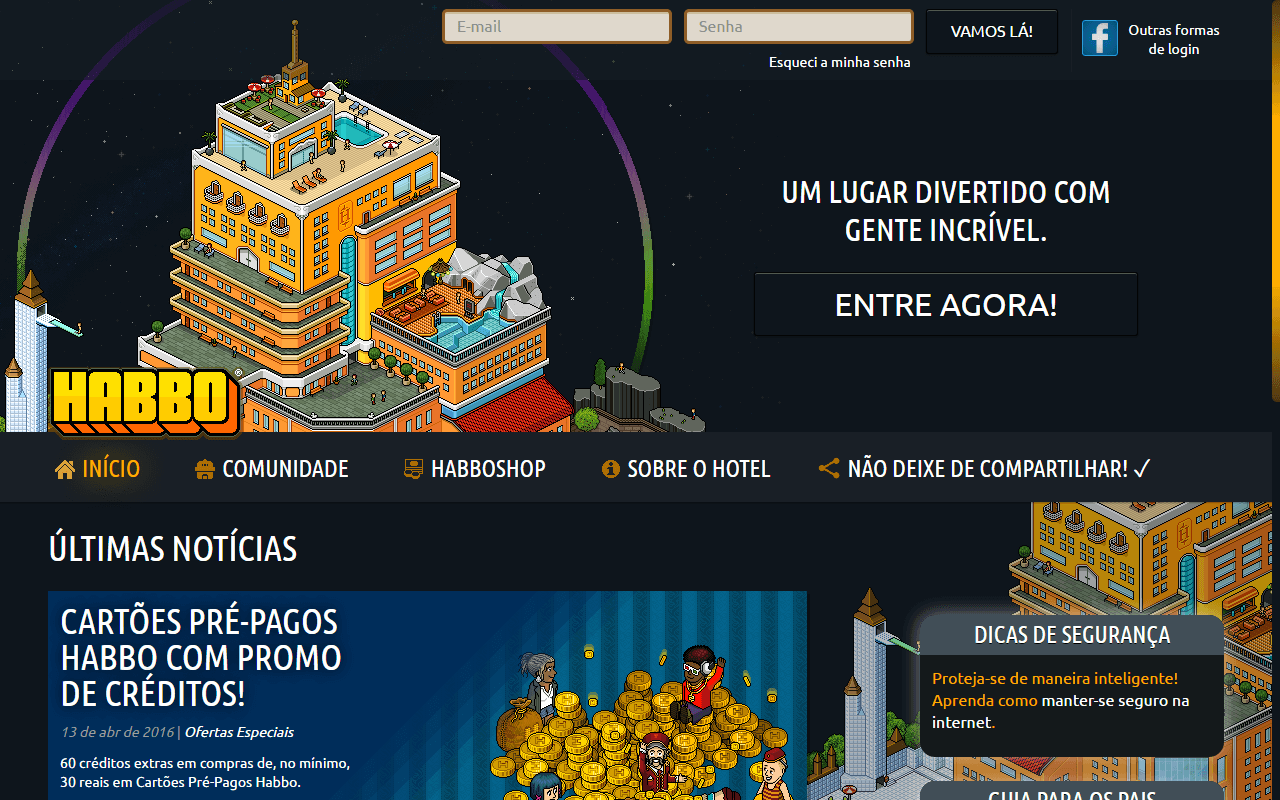 E-mail
Senha
VAMOS LÁ!
Outras formas
de login
Esqueci a minha senha
UM LUGAR DIVERTIDO COM
GENTE INCRÍVEL.
ENTRE AGORA!
HABBO
INÍCIO
COMUNIDADE
HABBOSHOP
SOBRE O HOTEL
NÃO DEIXE DE COMPARTILHAR! ✓
ÚLTIMAS NOTÍCIAS
CARTÕES PRÉ-PAGOS
HABBO COM PROMO
DE CRÉDITOS!
13 de abr de 2016 | Ofertas Especiais
60 créditos extras em compras de, no mínimo,
30 reais em Cartões Pré-Pagos Habbo.
DICAS DE SEGURANÇA
Proteja-se de maneira inteligente!
Aprenda como manter-se seguro na
internet.
GUIA PARA OS PAIS